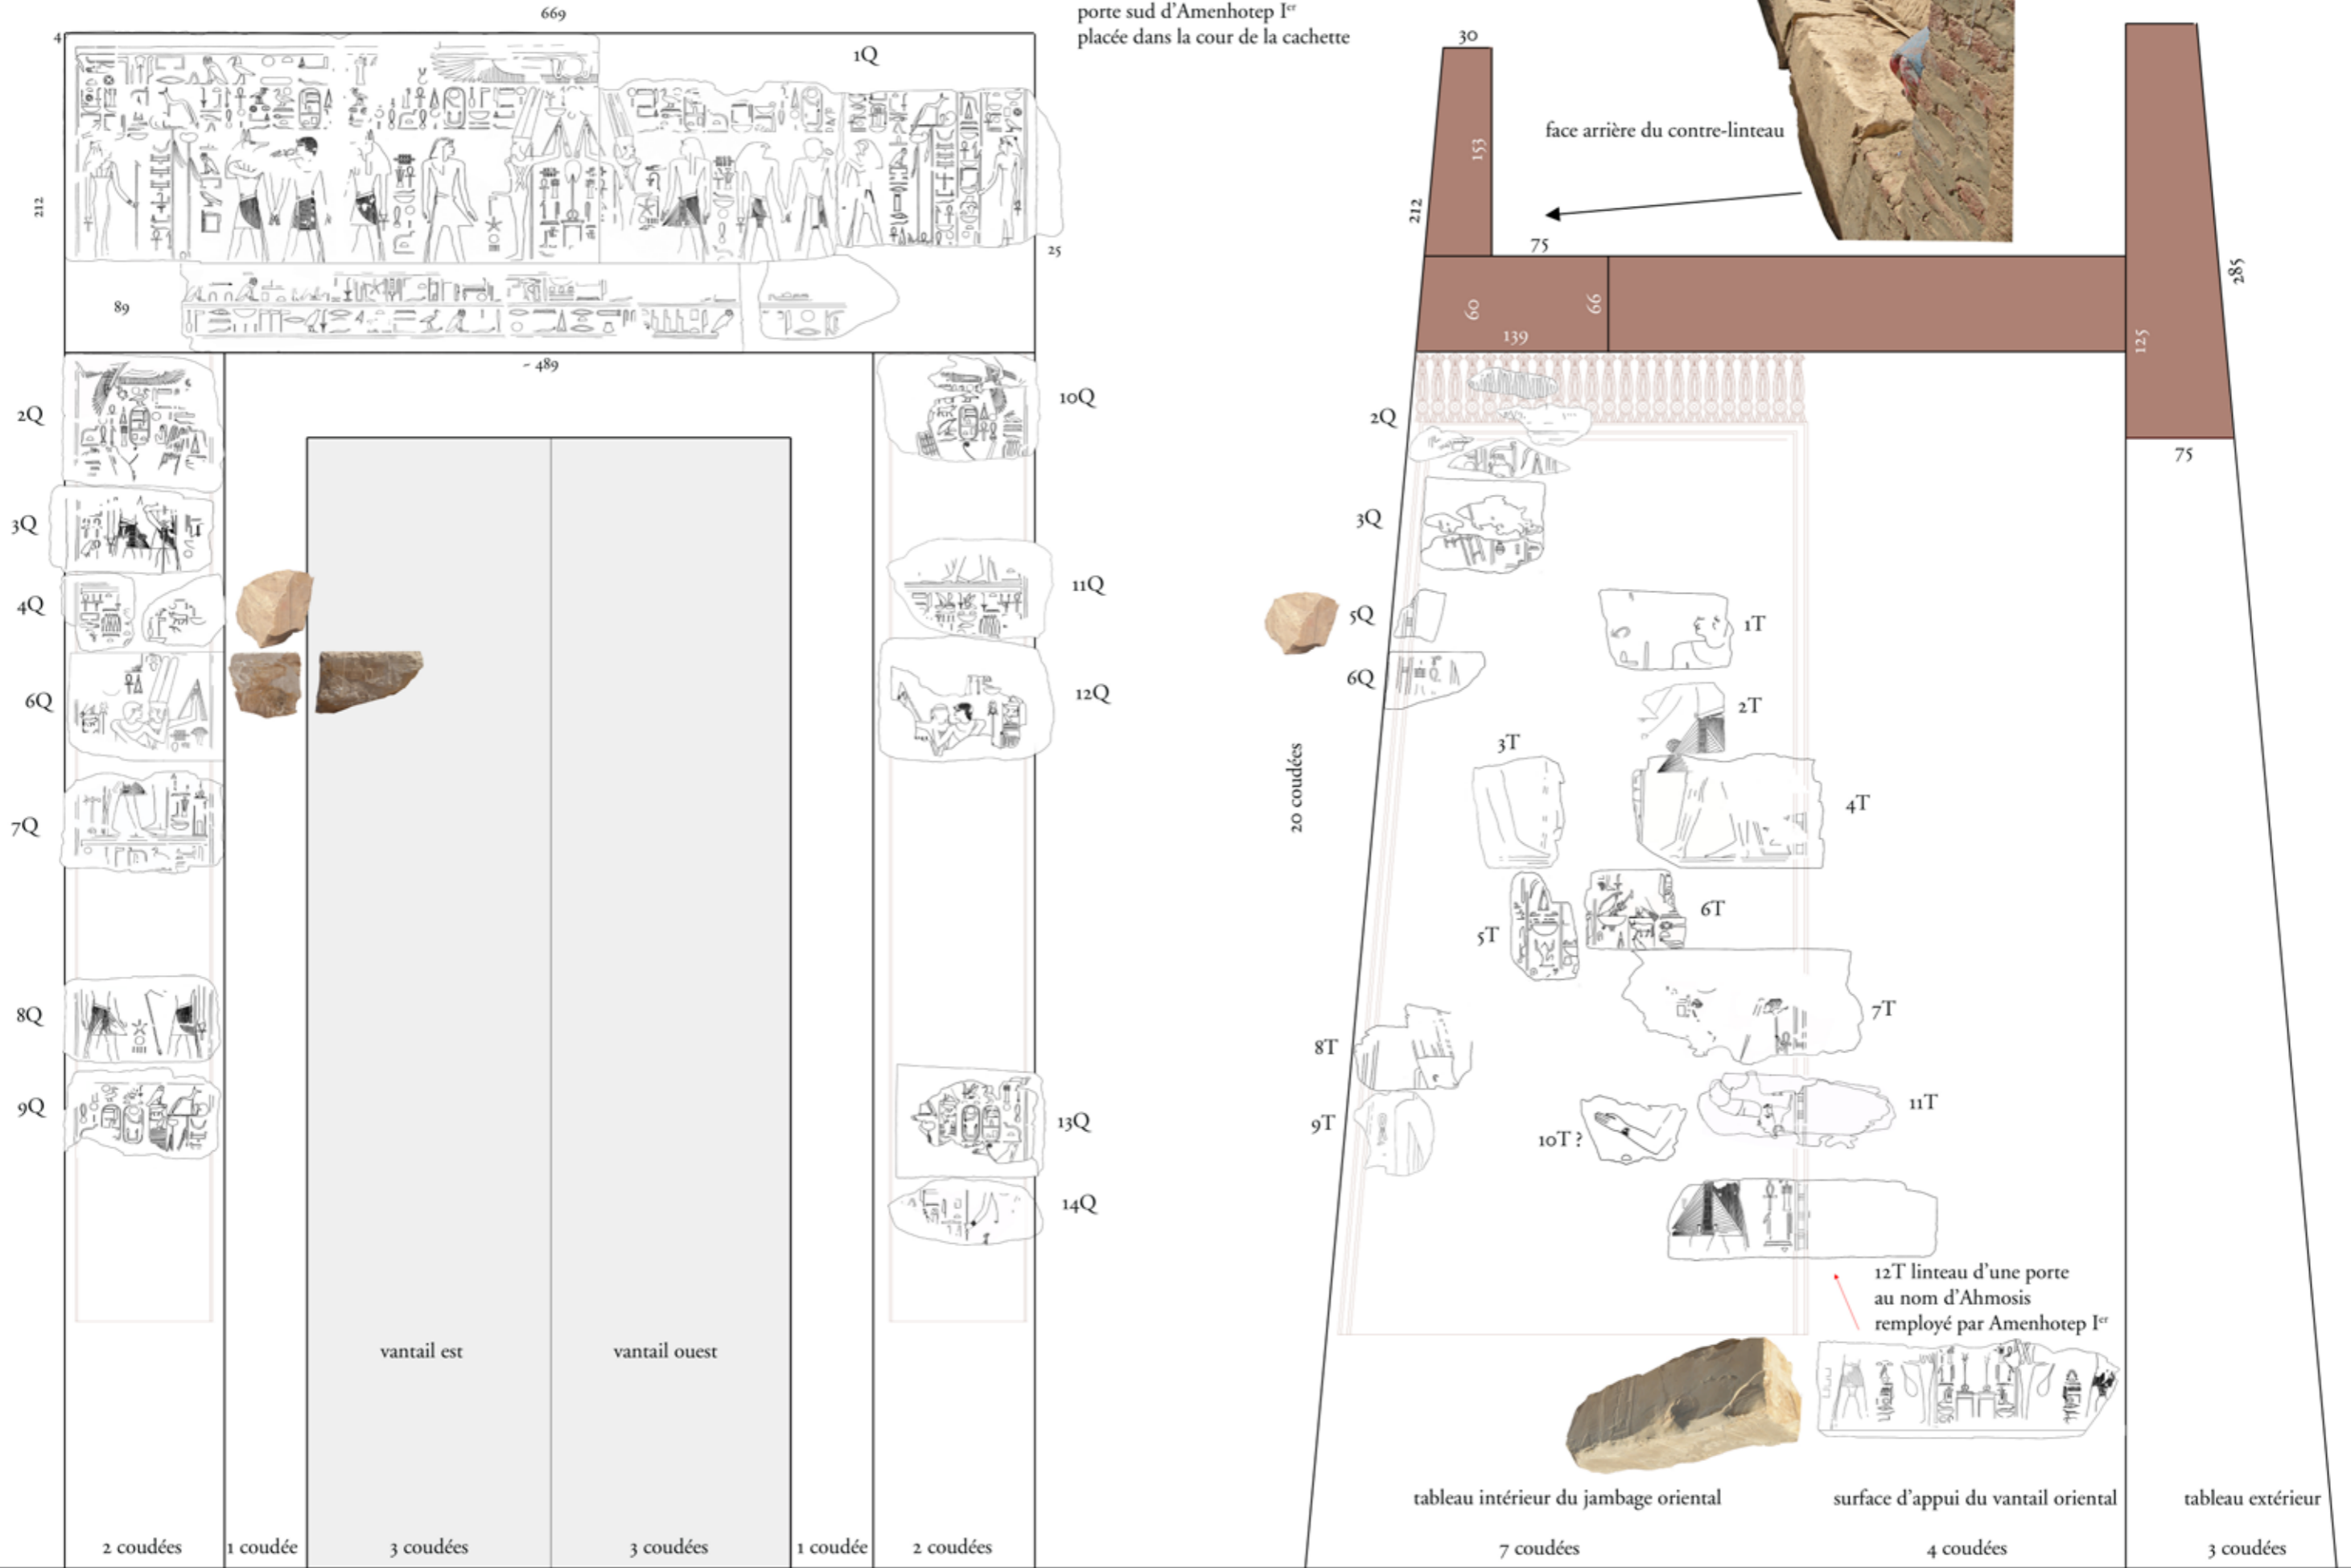 669
4
1Q
212
25
89
~ 489
2Q
3Q
4Q
6Q
7Q
8Q
9Q
10Q
11Q
12Q
13Q
14Q
vantail est
vantail ouest
2 coudées
1 coudée
3 coudées
3 coudées
1 coudée
2 coudées
porte sud d’Amenhotep Iᵉʳ
placée dans la cour de la cachette
30
153
212
face arrière du contre-linteau
75
60
66
139
285
125
75
2Q
3Q
5Q
6Q
20 coudées
1T
2T
3T
4T
5T
6T
7T
8T
9T
10T ?
11T
12T linteau d’une porte
au nom d’Ahmosis
remployé par Amenhotep Iᵉʳ
tableau intérieur du jambage oriental
surface d’appui du vantail oriental
tableau extérieur
7 coudées
4 coudées
3 coudées